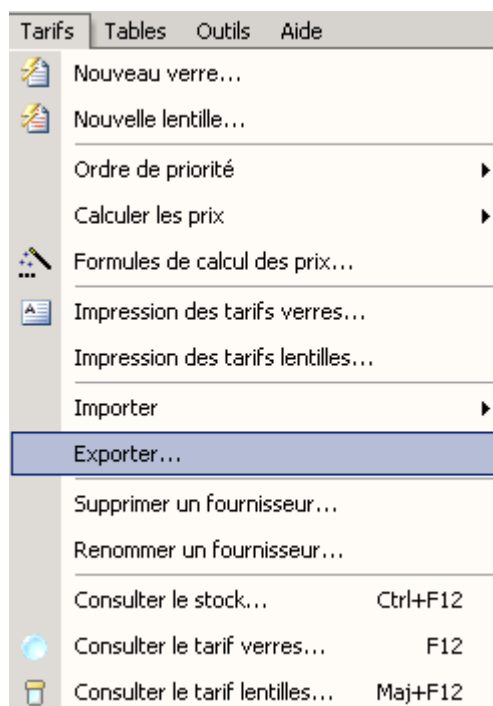 Tarifs Tables Outils Aide
Nouveau verre...
Nouvelle lentille...
Ordre de priorité
Calculer les prix
Formules de calcul des prix...
Impression des tarifs verres...
Impression des tarifs lentilles...
Importer
Exporter...
Supprimer un fournisseur...
Renommer un fournisseur...
Consulter le stock... Ctrl+F12
Consulter le tarif verres... F12
Consulter le tarif lentilles... Maj+F12